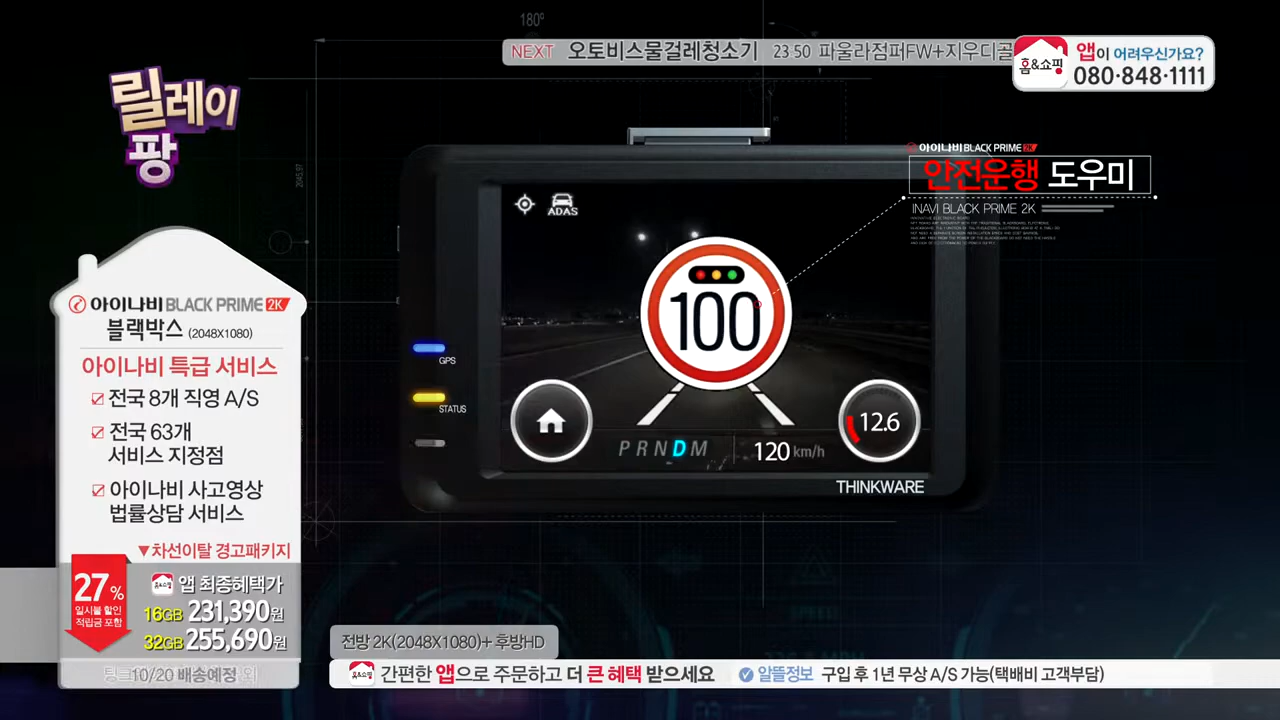 180º
NEXT 오토비스물걸레청소기 23 50 파울라점퍼FW+지우디골
홈&쇼핑
앱이 어려우신가요?
080·848·1111
릴레이
팡
아이나비 BLACK PRIME 2K
안전운행 도우미
INAVI BLACK PRIME 2K
ADAS
100
GPS
STATUS
P R N D M
120 km/h
12.6
THINKWARE
아이나비 BLACK PRIME 2K
블랙박스 (2048X1080)
아이나비 특급 서비스
전국 8개 직영 A/S
전국 63개
서비스 지정점
아이나비 사고영상
법률상담 서비스
▼차선이탈 경고패키지
27%
일시불 할인
적립금 포함
홈&쇼핑 앱 최종혜택가
16GB 231,390원
32GB 255,690원
10/20 배송예정
전방 2K(2048X1080)+ 후방HD
홈&쇼핑 간편한 앱으로 주문하고 더 큰 혜택 받으세요
알뜰정보 구입 후 1년 무상 A/S 가능(택배비 고객부담)